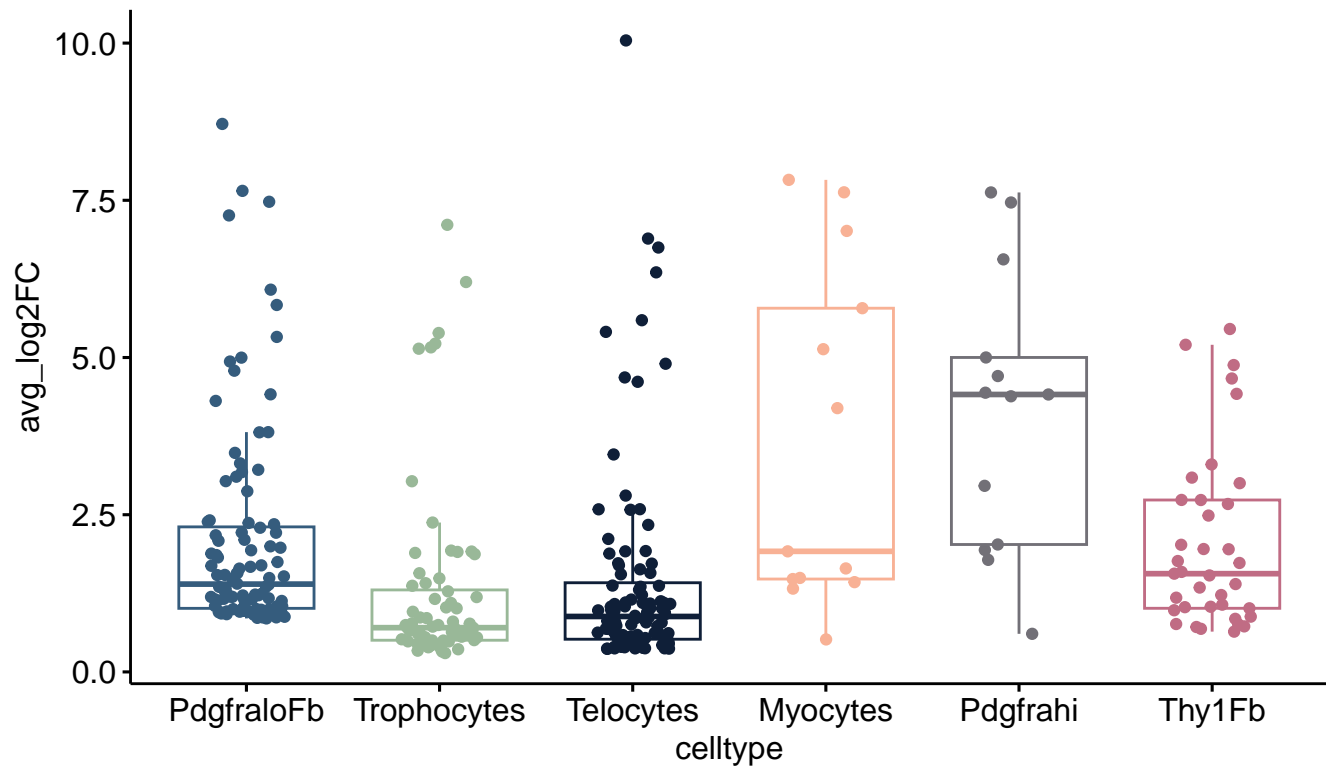 avg_log2FC
10.0
7.5
5.0
2.5
0.0
PdgfraloFb Trophocytes Telocytes Myocytes Pdgfrahi Thy1Fb
celltype